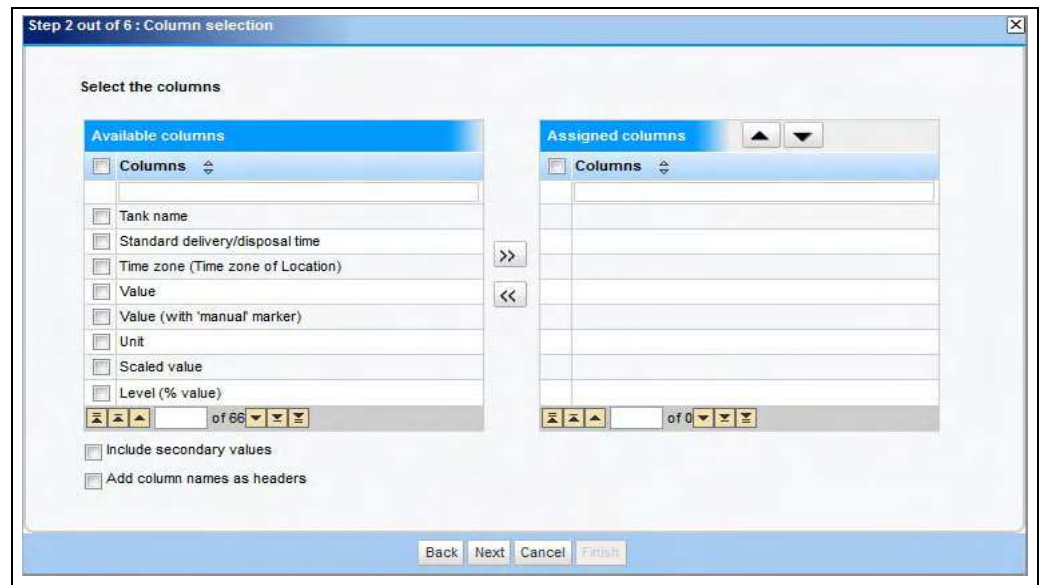 Step 2 out of 6 : Column selection
Select the columns
Available columns
Columns
Tank name
Standard delivery/disposal time
Time zone (Time zone of Location)
Value
Value (with 'manual' marker)
Unit
Scaled value
Level (% value)
of 66
Include secondary values
Add column names as headers
>>
<<
Assigned columns
Columns
of 0
Back Next Cancel Finish